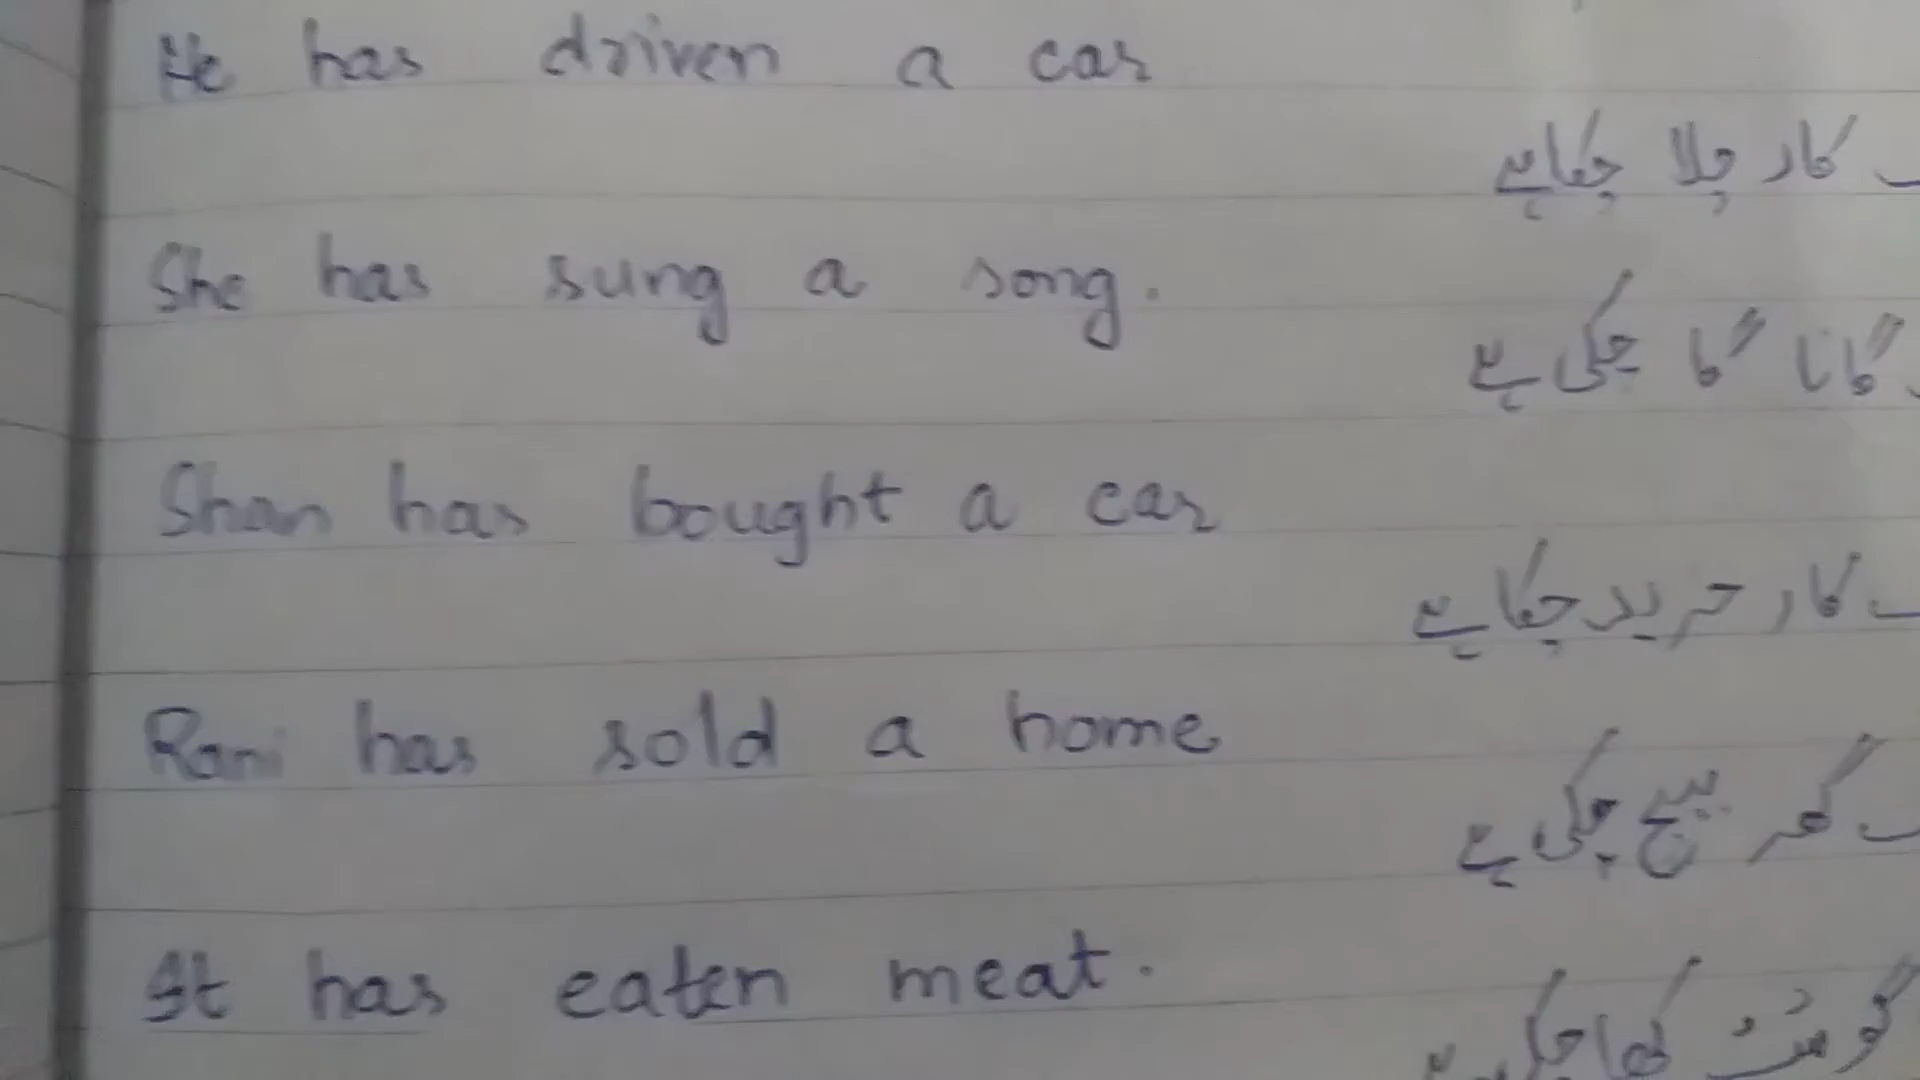 He has driven a car
کار چلا چکا ہے
She has sung a song.
گانا گا چکی ہے
Shan has bought a car
کار خرید چکا ہے
Rani has sold a home
گھر بیچ چکی ہے
It has eaten meat.
گوشت کھا